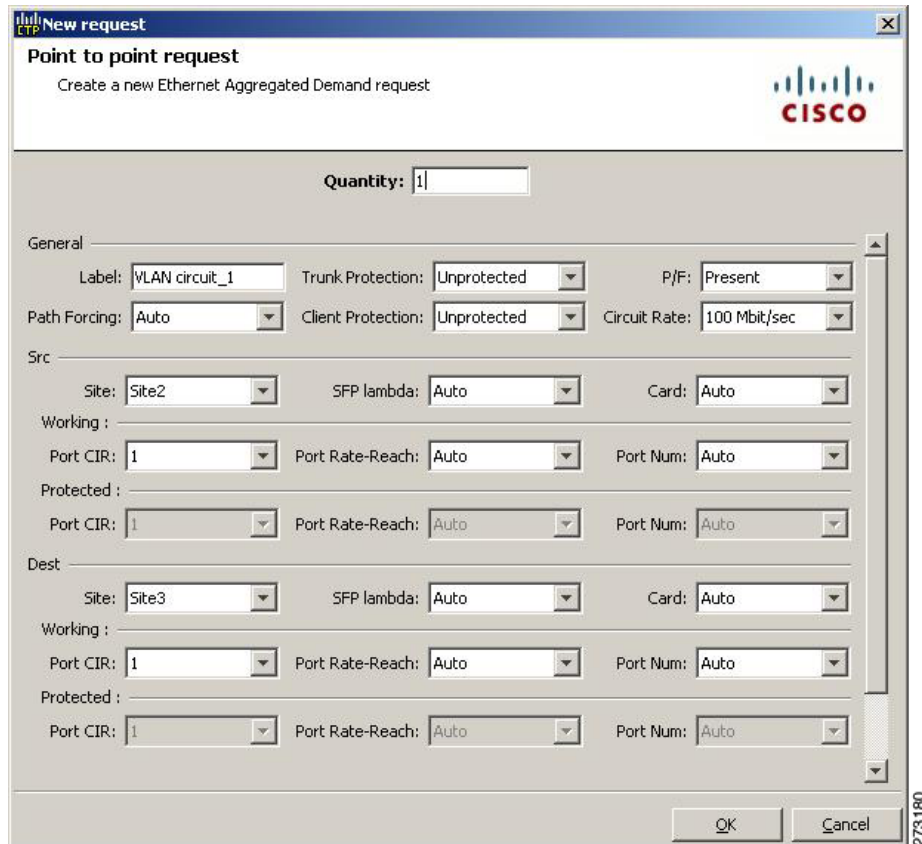 CTP New request
Point to point request
Create a new Ethernet Aggregated Demand request
CISCO
Quantity: 1
General
Label: VLAN circuit_1 Trunk Protection: Unprotected P/F: Present
Path Forcing: Auto Client Protection: Unprotected Circuit Rate: 100 Mbit/sec
Src
Site: Site2 SFP lambda: Auto Card: Auto
Working :
Port CIR: 1 Port Rate-Reach: Auto Port Num: Auto
Protected :
Port CIR: 1 Port Rate-Reach: Auto Port Num: Auto
Dest
Site: Site3 SFP lambda: Auto Card: Auto
Working :
Port CIR: 1 Port Rate-Reach: Auto Port Num: Auto
Protected :
Port CIR: 1 Port Rate-Reach: Auto Port Num: Auto
OK Cancel
273180